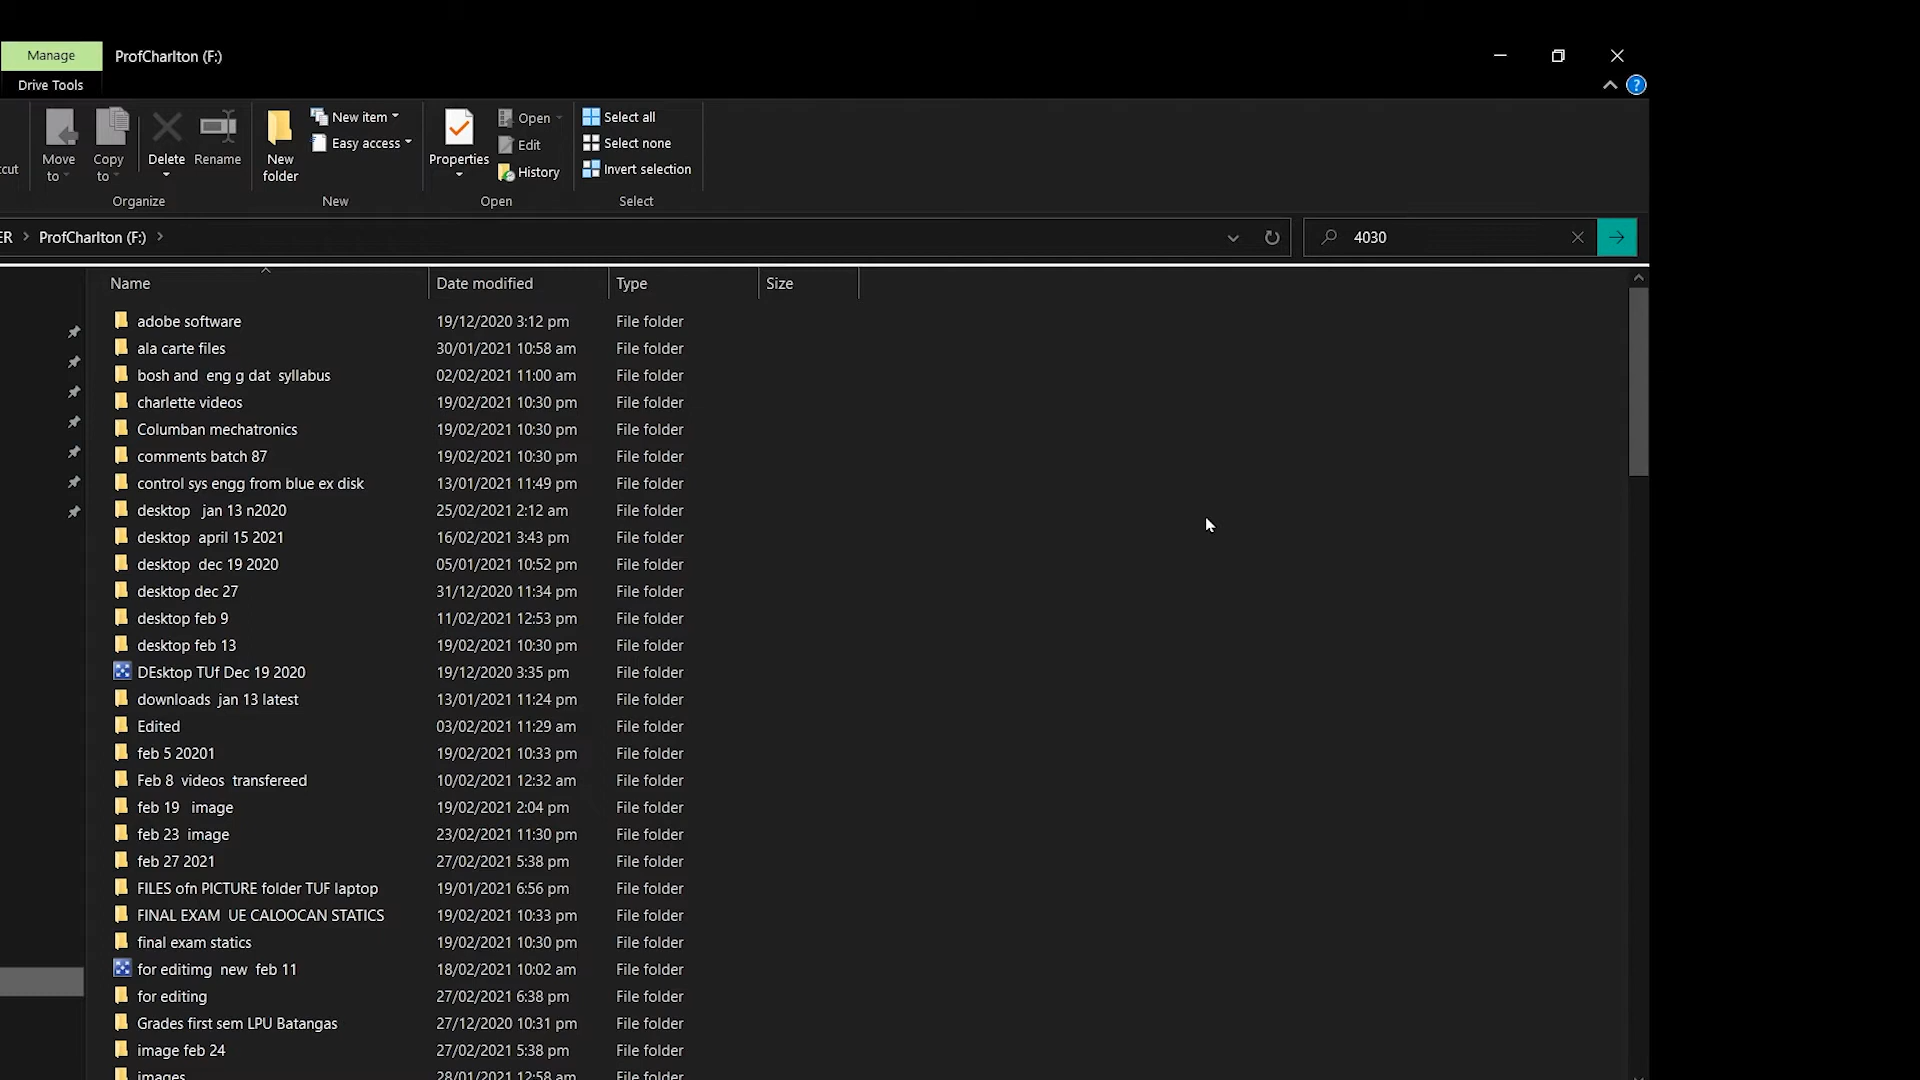 Manage
ProfCharlton (F:)
Drive Tools
cut
Move to
Copy to
Delete
Rename
New folder
New item
Easy access
Properties
Open
Edit
History
Select all
Select none
Invert selection
Organize
New
Open
Select
ER > ProfCharlton (F:) >
4030
Name Date modified Type Size
adobe software 19/12/2020 3:12 pm File folder
ala carte files 30/01/2021 10:58 am File folder
bosh and  eng g dat  syllabus 02/02/2021 11:00 am File folder
charlette videos 19/02/2021 10:30 pm File folder
Columban mechatronics 19/02/2021 10:30 pm File folder
comments batch 87 19/02/2021 10:30 pm File folder
control sys engg from blue ex disk 13/01/2021 11:49 pm File folder
desktop   jan 13 n2020 25/02/2021 2:12 am File folder
desktop  april 15 2021 16/02/2021 3:43 pm File folder
desktop  dec 19 2020 05/01/2021 10:52 pm File folder
desktop dec 27 31/12/2020 11:34 pm File folder
desktop feb 9 11/02/2021 12:53 pm File folder
desktop feb 13 19/02/2021 10:30 pm File folder
DEsktop TUf Dec 19 2020 19/12/2020 3:35 pm File folder
downloads  jan 13 latest 13/01/2021 11:24 pm File folder
Edited 03/02/2021 11:29 am File folder
feb 5 20201 19/02/2021 10:33 pm File folder
Feb 8  videos  transfereed 10/02/2021 12:32 am File folder
feb 19   image 19/02/2021 2:04 pm File folder
feb 23  image 23/02/2021 11:30 pm File folder
feb 27 2021 27/02/2021 5:38 pm File folder
FILES ofn PICTURE folder TUF laptop 19/01/2021 6:56 pm File folder
FINAL EXAM  UE CALOOCAN STATICS 19/02/2021 10:33 pm File folder
final exam statics 19/02/2021 10:30 pm File folder
for editimg  new  feb 11 18/02/2021 10:02 am File folder
for editing 27/02/2021 6:38 pm File folder
Grades first sem LPU Batangas 27/12/2020 10:31 pm File folder
image feb 24 27/02/2021 5:38 pm File folder
images 28/01/2021 12:58 am File folder